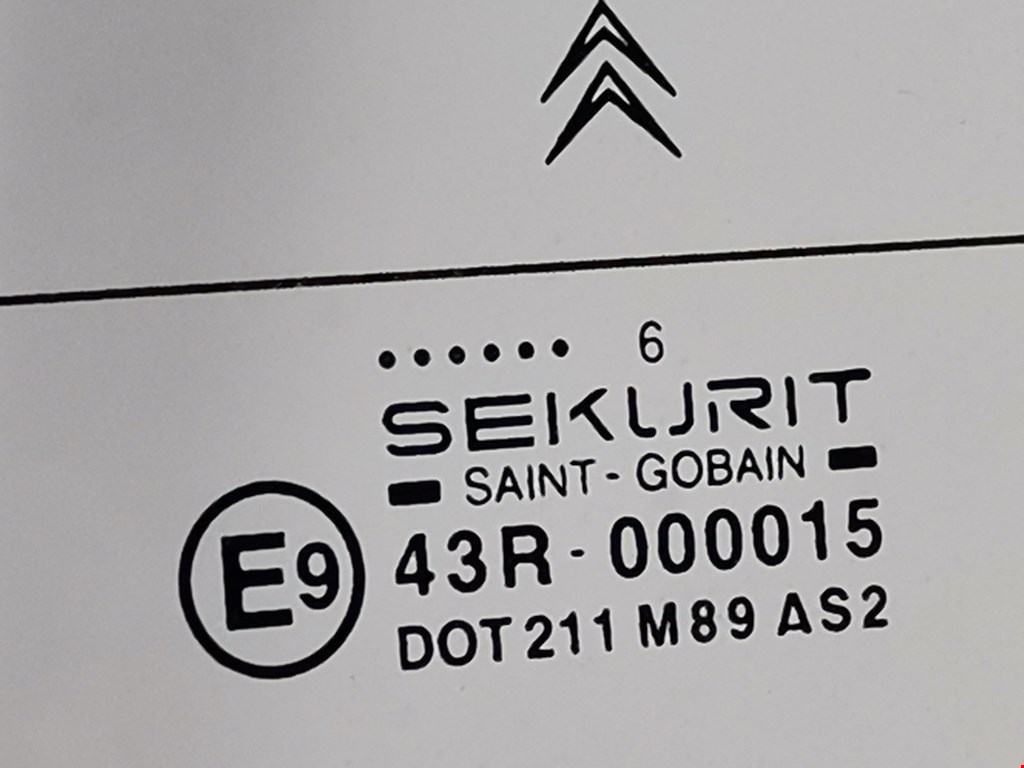 ...... 6
SEKURIT
SAINT-GOBAIN
E9 43R-000015
DOT 211 M89 AS2